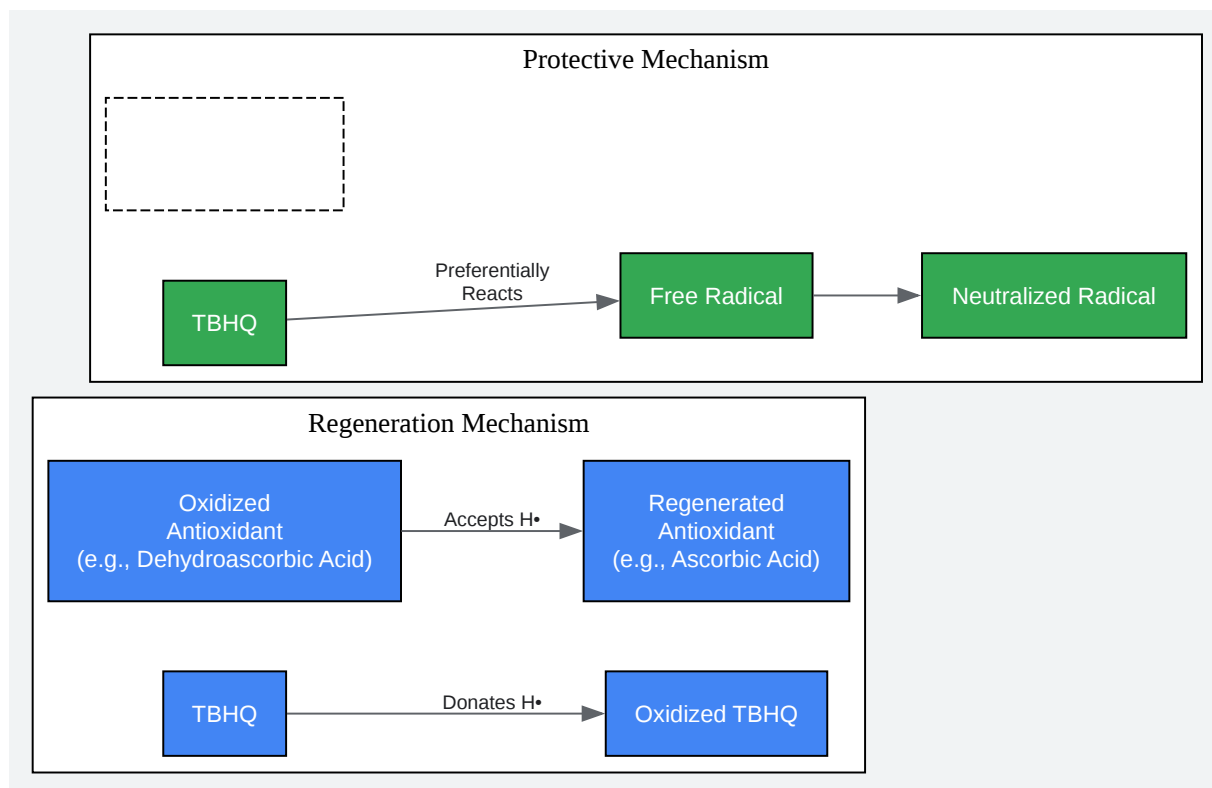 Protective Mechanism
Preferentially
Reacts
TBHQ
Free Radical
Neutralized Radical
Regeneration Mechanism
Oxidized
Antioxidant
(e.g., Dehydroascorbic Acid)
Accepts H•
Regenerated
Antioxidant
(e.g., Ascorbic Acid)
TBHQ
Donates H•
Oxidized TBHQ